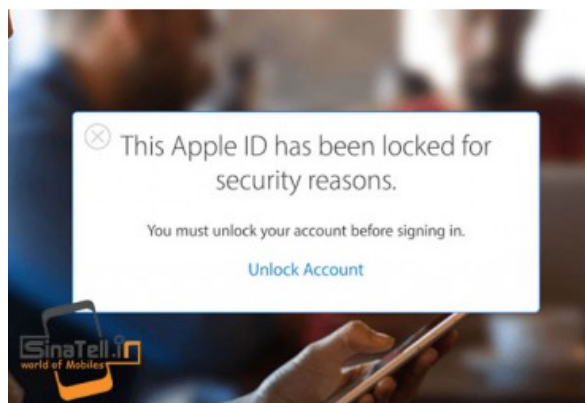 This Apple ID has been locked for
security reasons.
You must unlock your account before signing in.
Unlock Account
SinaTell.ir
world of Mobiles